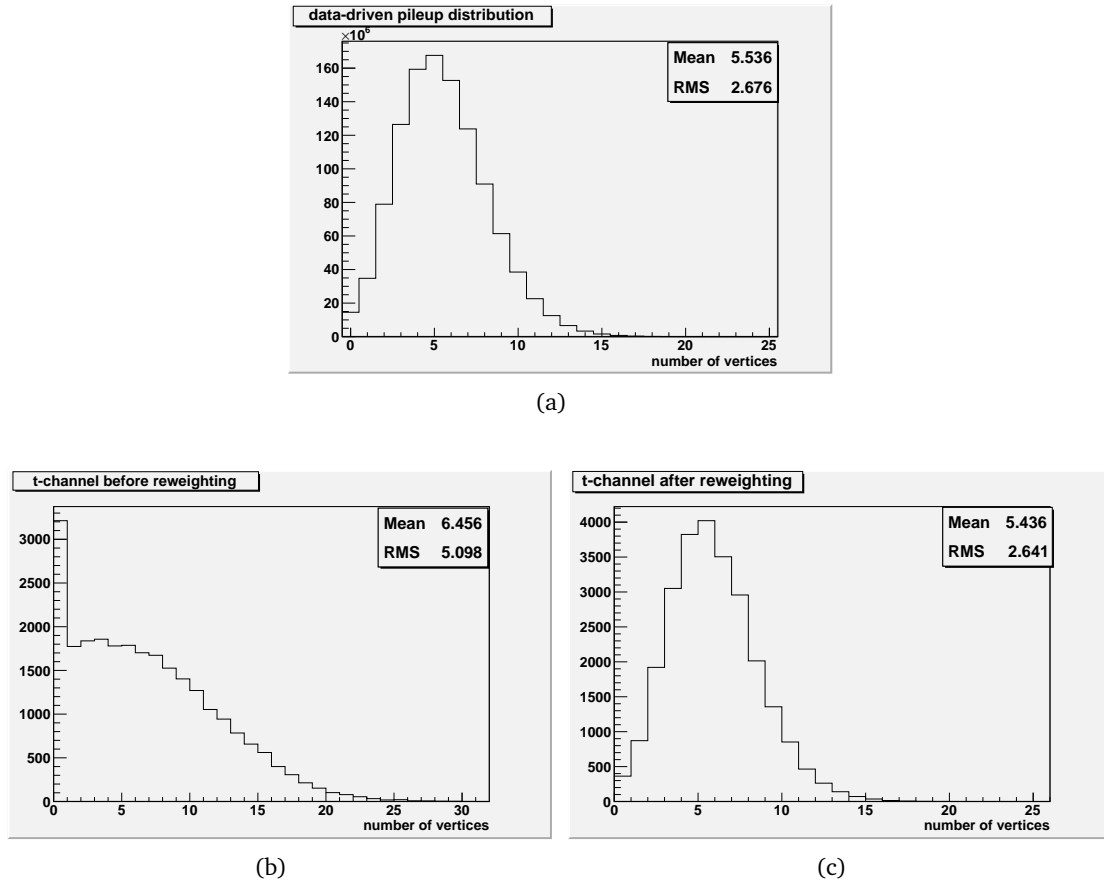 data-driven pileup distribution
×10⁶
Mean 5.536
RMS 2.676
160
140
120
100
80
60
40
20
0
0 5 10 15 20 25
number of vertices
(a)
t-channel before reweighting
Mean 6.456
RMS 5.098
3000
2500
2000
1500
1000
500
0
0 5 10 15 20 25 30
number of vertices
(b)
t-channel after reweighting
Mean 5.436
RMS 2.641
4000
3500
3000
2500
2000
1500
1000
500
0
0 5 10 15 20 25
number of vertices
(c)